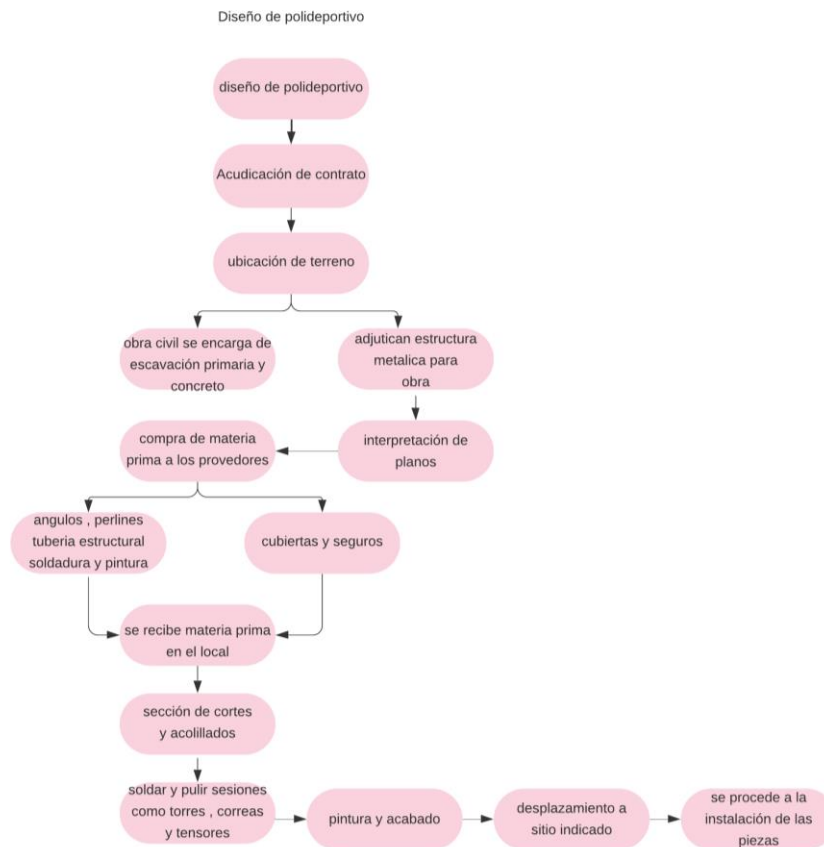 Diseño de polideportivo
diseño de polideportivo
Acudicación de contrato
ubicación de terreno
obra civil se encarga de
escavación primaria y
concreto
adjutican estructura
metalica para
obra
interpretación de
planos
compra de materia
prima a los provedores
angulos , perlines
tuberia estructural
soldadura y pintura
cubiertas y seguros
se recibe materia prima
en el local
sección de cortes
y acolillados
soldar y pulir sesiones
como torres , correas
y tensores
pintura y acabado
desplazamiento a
sitio indicado
se procede a la
instalación de las
piezas